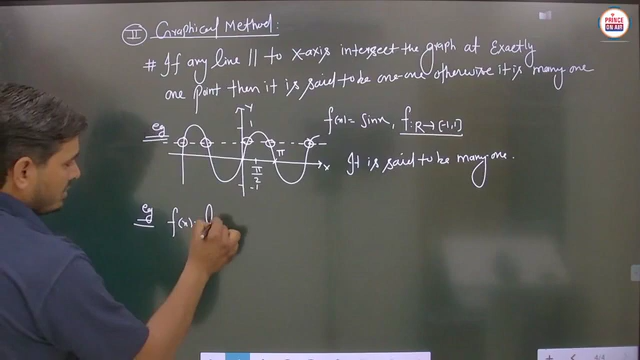 II Graphical Method:
# If any line || to X-axis intersect the graph at Exactly
one point then it is said to be one-one otherwise it is many one
eg
Y
1
π
π/2
-1
X
f(x) = Sinx, f: R→[-1,1]
It is said to be many one.
eg f(x) = l
PRINCE
ON AIR